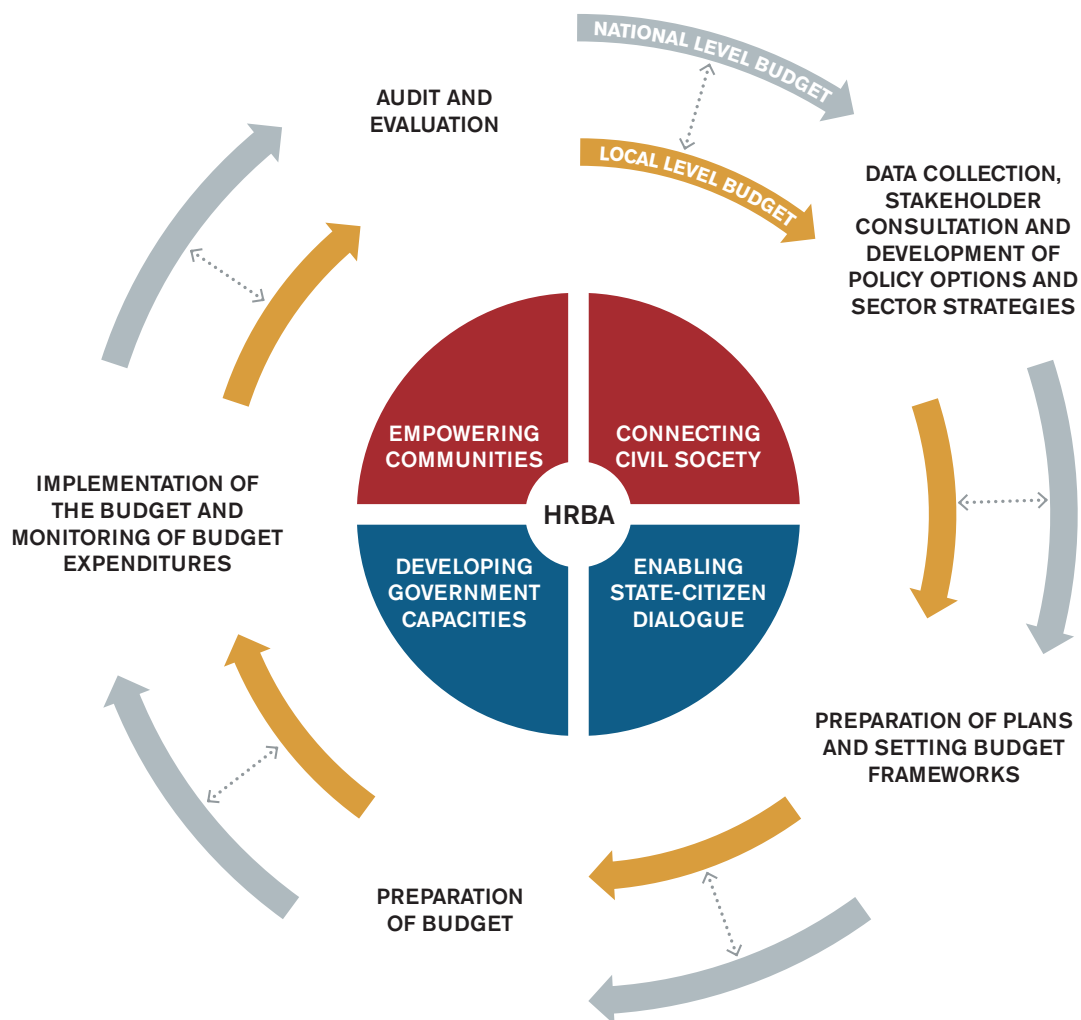 NATIONAL LEVEL BUDGET
LOCAL LEVEL BUDGET
AUDIT AND
EVALUATION
DATA COLLECTION,
STAKEHOLDER
CONSULTATION AND
DEVELOPMENT OF
POLICY OPTIONS AND
SECTOR STRATEGIES
EMPOWERING
COMMUNITIES
CONNECTING
CIVIL SOCETY
HRBA
DEVELOPING
GOVERNMENT
CAPACITIES
ENABLING
STATE-CITIZEN
DIALOGUE
IMPLEMENTATION OF
THE BUDGET AND
MONITORING OF BUDGET
EXPENDITURES
PREPARATION OF PLANS
AND SETTING BUDGET
FRAMEWORKS
PREPARATION
OF BUDGET